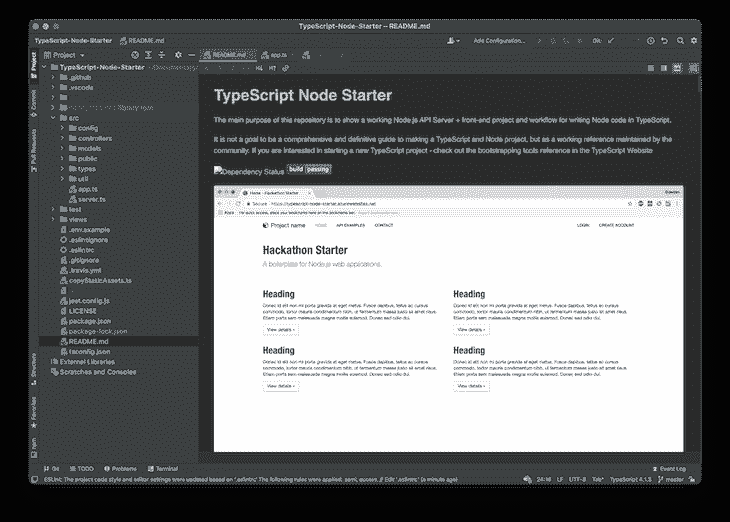 TypeScript-Node-Starter – README.md
TypeScript-Node-Starter README.md
Add Configuration...
Git:
Project
README.md
app.ts
TypeScript-Node-Starter
.github
.vscode
src
config
controllers
models
public
types
util
app.ts
server.ts
test
views
.env.example
.eslintignore
.eslintrc
.gitignore
.travis.yml
copyStaticAssets.ts
jest.config.js
LICENSE
package.json
package-lock.json
README.md
tsconfig.json
External Libraries
Scratches and Consoles
Project
Commit
Pull Requests
Structure
Favorites
npm
TypeScript Node Starter
The main purpose of this repository is to show a working Node.js API Server + front-end project and workflow for writing Node code in TypeScript.
It is not a goal to be a comprehensive and definitive guide to making a TypeScript and Node project, but as a working reference maintained by the
community. If you are interested in starting a new TypeScript project - check out the bootstrapping tools reference in the TypeScript Website
Dependency Status build passing
Home - Hackathon Starter
Secure https://typescript-node-starter.azurewebsites.net
Project name HOME API EXAMPLES CONTACT LOGIN CREATE ACCOUNT
Hackathon Starter
A boilerplate for Node.js web applications.
Heading
Donec id elit non mi porta gravida at eget metus. Fusce dapibus, tellus ac cursus
commodo, tortor mauris condimentum nibh, ut fermentum massa justo sit amet risus.
Etiam porta sem malesuada magna mollis euismod. Donec sed odio dui.
View details »
Heading
Donec id elit non mi porta gravida at eget metus. Fusce dapibus, tellus ac cursus
commodo, tortor mauris condimentum nibh, ut fermentum massa justo sit amet risus.
Etiam porta sem malesuada magna mollis euismod. Donec sed odio dui.
View details »
Heading
Donec id elit non mi porta gravida at eget metus. Fusce dapibus, tellus ac cursus
commodo, tortor mauris condimentum nibh, ut fermentum massa justo sit amet risus.
Etiam porta sem malesuada magna mollis euismod. Donec sed odio dui.
View details »
Heading
Donec id elit non mi porta gravida at eget metus. Fusce dapibus, tellus ac cursus
commodo, tortor mauris condimentum nibh, ut fermentum massa justo sit amet risus.
Etiam porta sem malesuada magna mollis euismod. Donec sed odio dui.
View details »
Git TODO Problems Terminal Event Log
ESLint: The project code style and editor settings were updated based on '.eslintrc' The following rules were applied: semi, quotes // Edit '.eslintrc' (a minute ago) 24:16 LF UTF-8 Tab* TypeScript 4.1.3 master